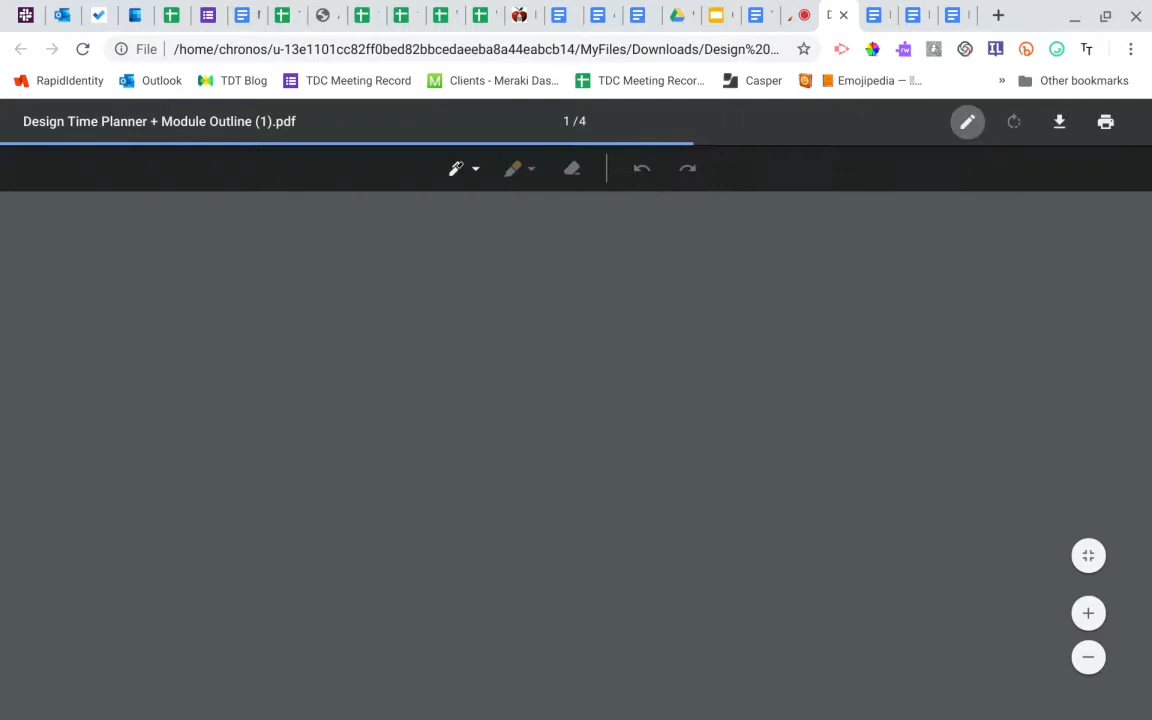 File /home/chronos/u-13e1101cc82ff0bed82bbcedaeeba8a44eabcb14/MyFiles/Downloads/Design%20...
RapidIdentity Outlook TDT Blog TDC Meeting Record Clients - Meraki Das... TDC Meeting Recor... Casper Emojipedia — ... » Other bookmarks
Design Time Planner + Module Outline (1).pdf 1 / 4